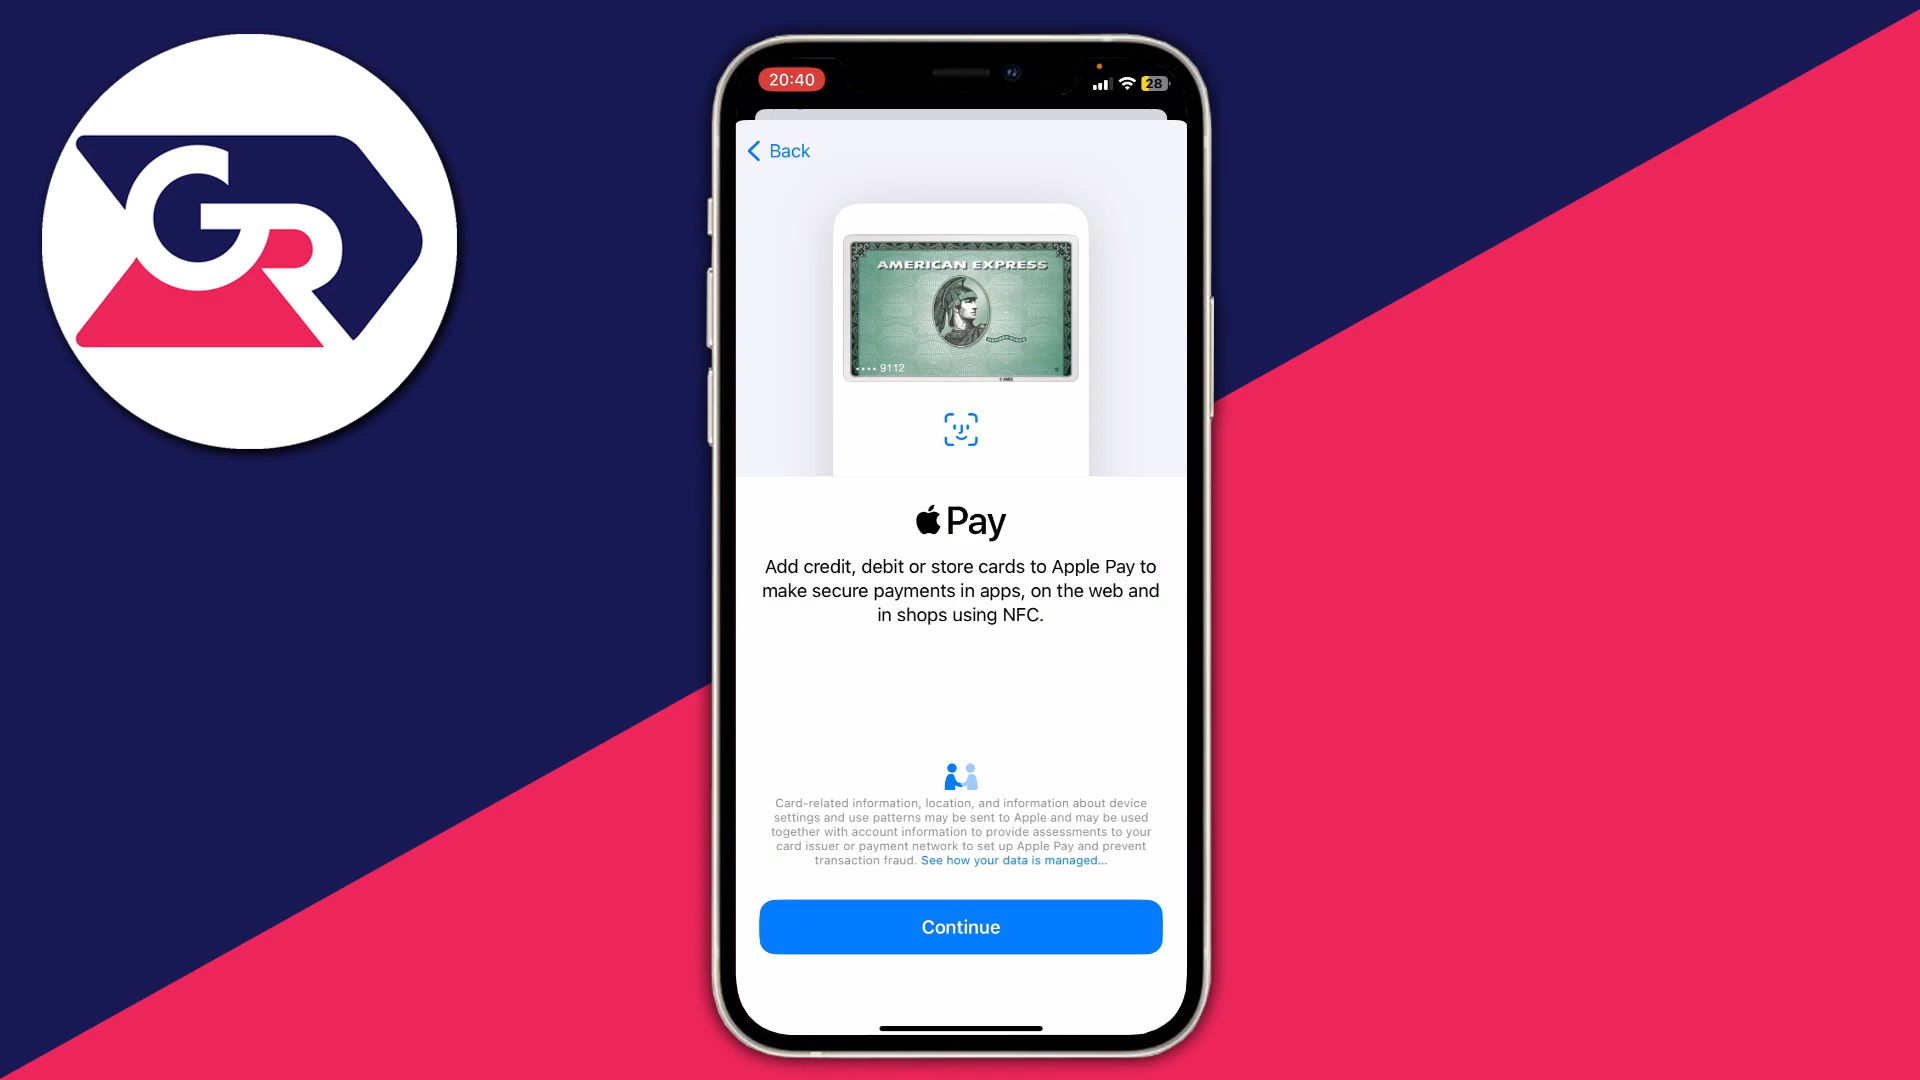 GR
20:40
28
Back
AMERICAN EXPRESS
•••• 9112
Pay
Add credit, debit or store cards to Apple Pay to
make secure payments in apps, on the web and
in shops using NFC.
Card-related information, location, and information about device
settings and use patterns may be sent to Apple and may be used
together with account information to provide assessments to your
card issuer or payment network to set up Apple Pay and prevent
transaction fraud. See how your data is managed...
Continue